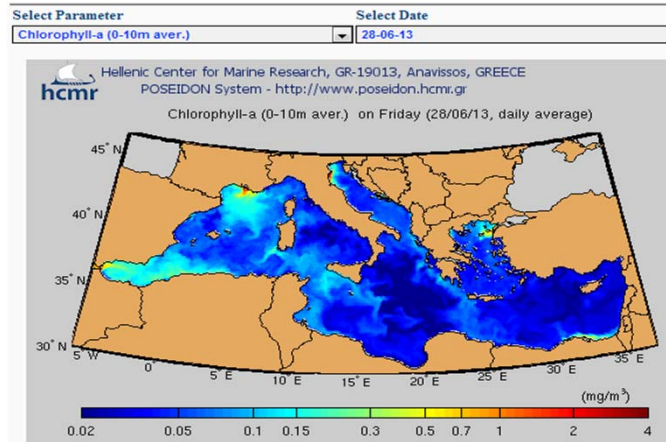 Select Parameter Select Date
Chlorophyll-a (0-10m aver.) 28-06-13
Hellenic Center for Marine Research, GR-19013, Anavissos, GREECE
hcmr POSEIDON System - http://www.poseidon.hcmr.gr
Chlorophyll-a (0-10m aver.) on Friday (28/06/13, daily average)
45° N
40° N
35° N
30° N
5° W 0° 5° E 10° E 15° E 20° E 25° E 30° E 35° E
(mg/m³)
0.02 0.05 0.1 0.15 0.3 0.5 0.7 1 2 4